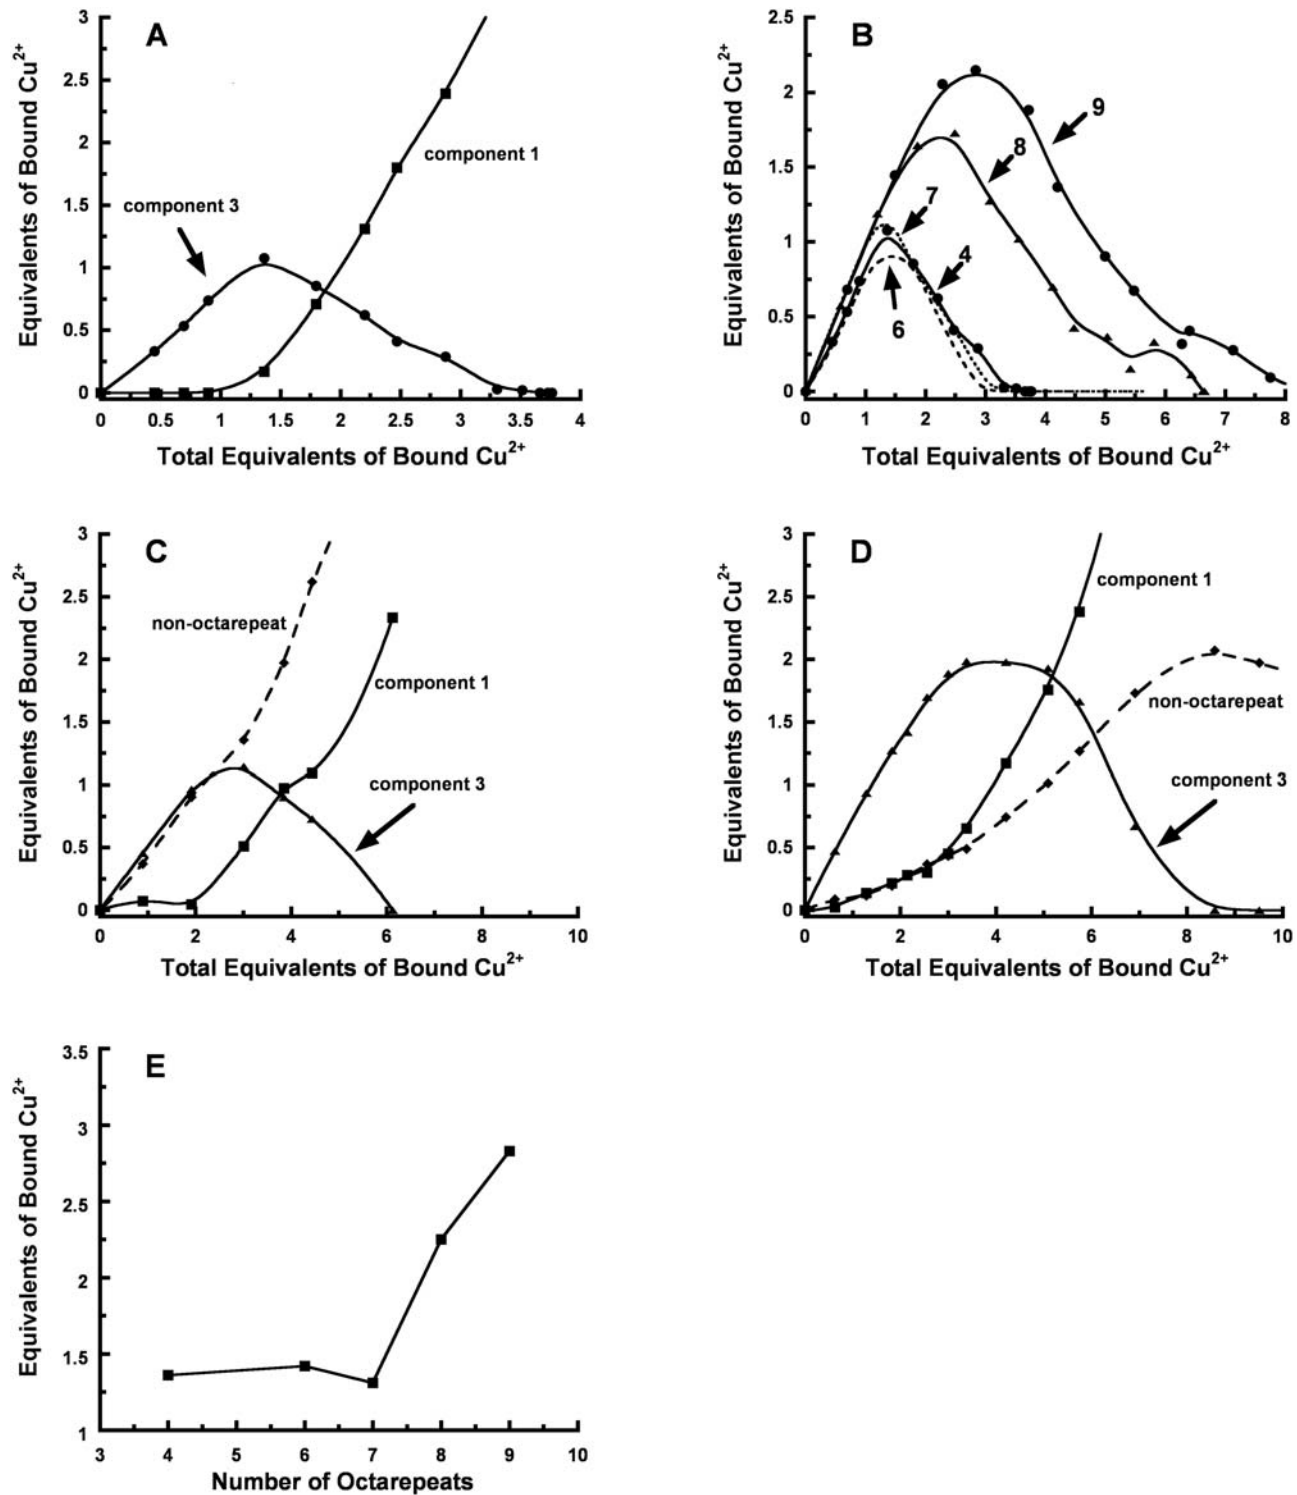 A
Equivalents of Bound Cu2+
3
2.5
2
1.5
1
0.5
0
component 1
component 3
0 0.5 1 1.5 2 2.5 3 3.5 4
Total Equivalents of Bound Cu2+
B
Equivalents of Bound Cu2+
2.5
2
1.5
1
0.5
0
9
8
7
4
6
0 1 2 3 4 5 6 7 8
Total Equivalents of Bound Cu2+
C
Equivalents of Bound Cu2+
3
2.5
2
1.5
1
0.5
0
non-octarepeat
component 1
component 3
0 2 4 6 8 10
Total Equivalents of Bound Cu2+
D
Equivalents of Bound Cu2+
3
2.5
2
1.5
1
0.5
0
component 1
non-octarepeat
component 3
0 2 4 6 8 10
Total Equivalents of Bound Cu2+
E
Equivalents of Bound Cu2+
3.5
3
2.5
2
1.5
1
3 4 5 6 7 8 9 10
Number of Octarepeats